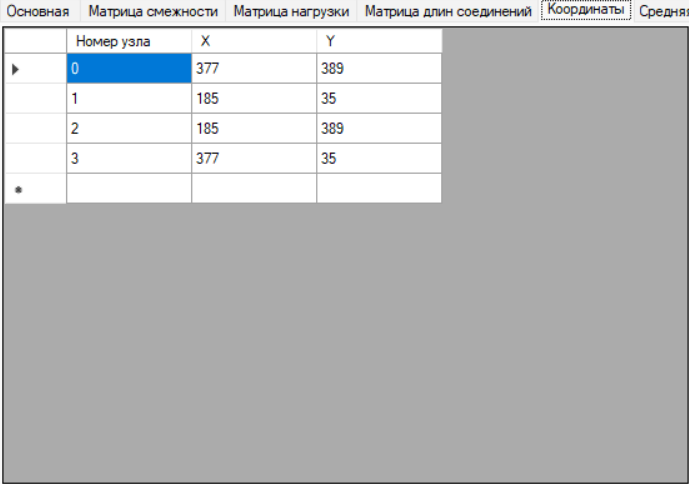 Основная Матрица смежности Матрица нагрузки Матрица длин соединений Координаты Средняя
Номер узла X Y
0 377 389
1 185 35
2 185 389
3 377 35